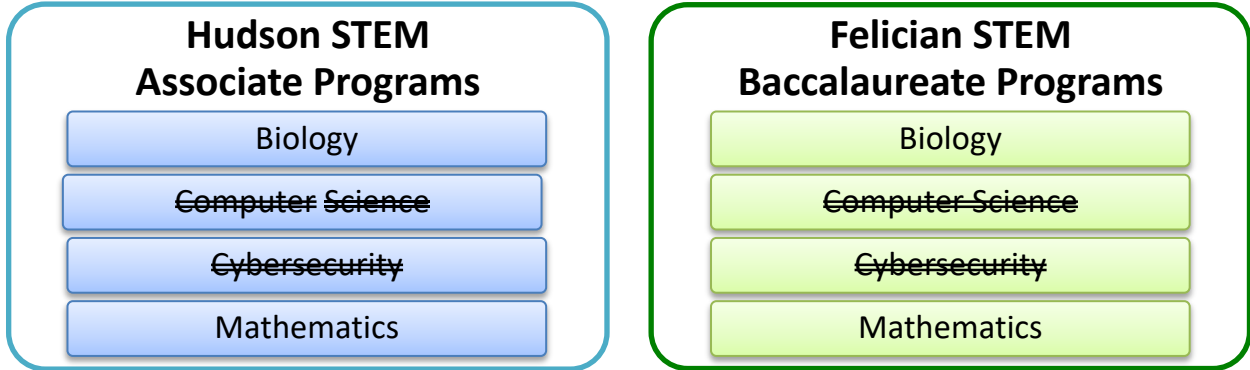 Hudson STEM
Associate Programs
Biology
Computer Science
Cybersecurity
Mathematics
Felician STEM
Baccalaureate Programs
Biology
Computer Science
Cybersecurity
Mathematics